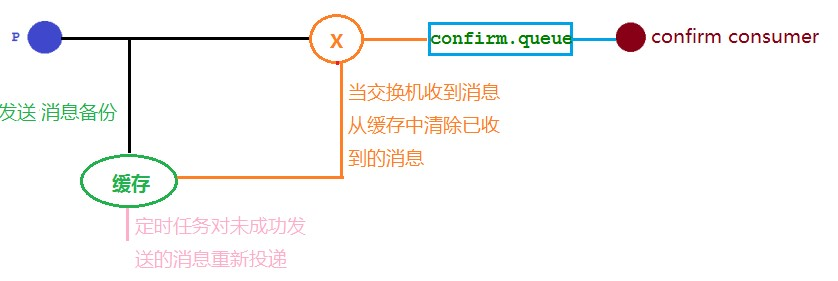 P
X
confirm.queue
confirm consumer
发送 消息备份
当交换机收到消息
从缓存中清除已收
到的消息
缓存
定时任务对未成功发
送的消息重新投递